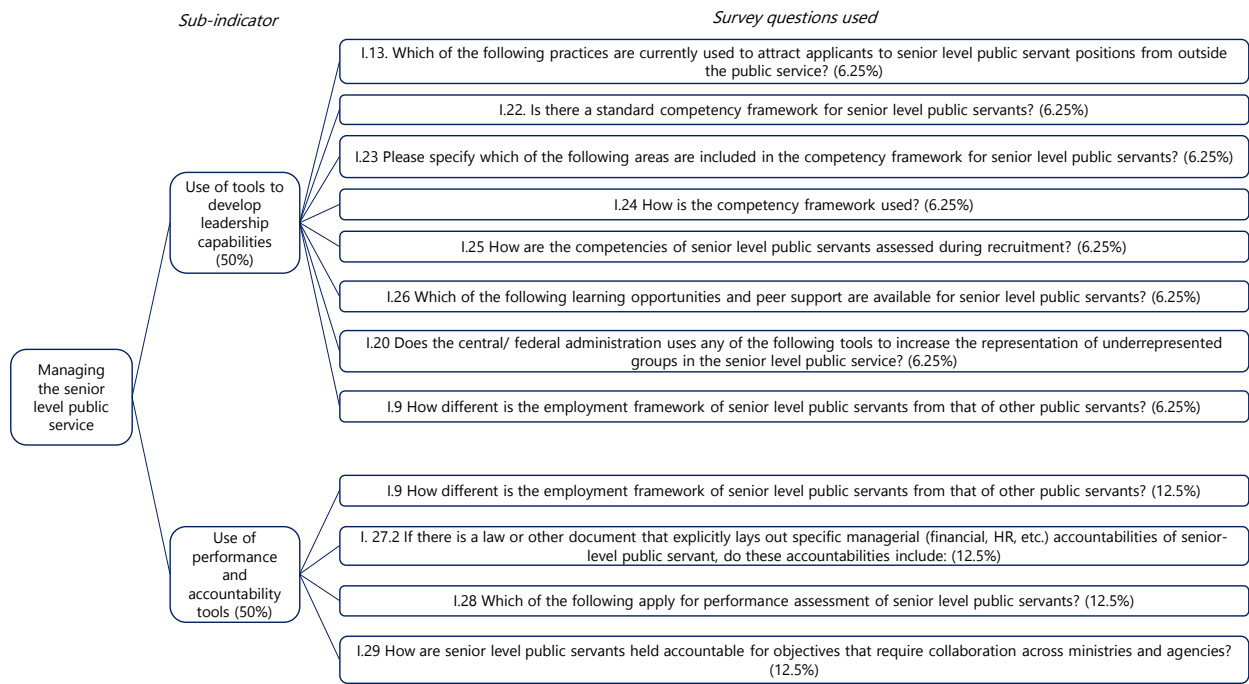 Sub-indicator
Survey questions used
I.13. Which of the following practices are currently used to attract applicants to senior level public servant positions from outside
the public service? (6.25%)
I.22. Is there a standard competency framework for senior level public servants? (6.25%)
I.23 Please specify which of the following areas are included in the competency framework for senior level public servants? (6.25%)
Use of tools to
develop
leadership
capabilities
(50%)
I.24 How is the competency framework used? (6.25%)
I.25 How are the competencies of senior level public servants assessed during recruitment? (6.25%)
I.26 Which of the following learning opportunities and peer support are available for senior level public servants? (6.25%)
I.20 Does the central/ federal administration uses any of the following tools to increase the representation of underrepresented
groups in the senior level public service? (6.25%)
I.9 How different is the employment framework of senior level public servants from that of other public servants? (6.25%)
Managing
the senior
level public
service
I.9 How different is the employment framework of senior level public servants from that of other public servants? (12.5%)
Use of
performance
and
accountability
tools (50%)
I. 27.2 If there is a law or other document that explicitly lays out specific managerial (financial, HR, etc.) accountabilities of senior-
level public servant, do these accountabilities include: (12.5%)
I.28 Which of the following apply for performance assessment of senior level public servants? (12.5%)
I.29 How are senior level public servants held accountable for objectives that require collaboration across ministries and agencies?
(12.5%)